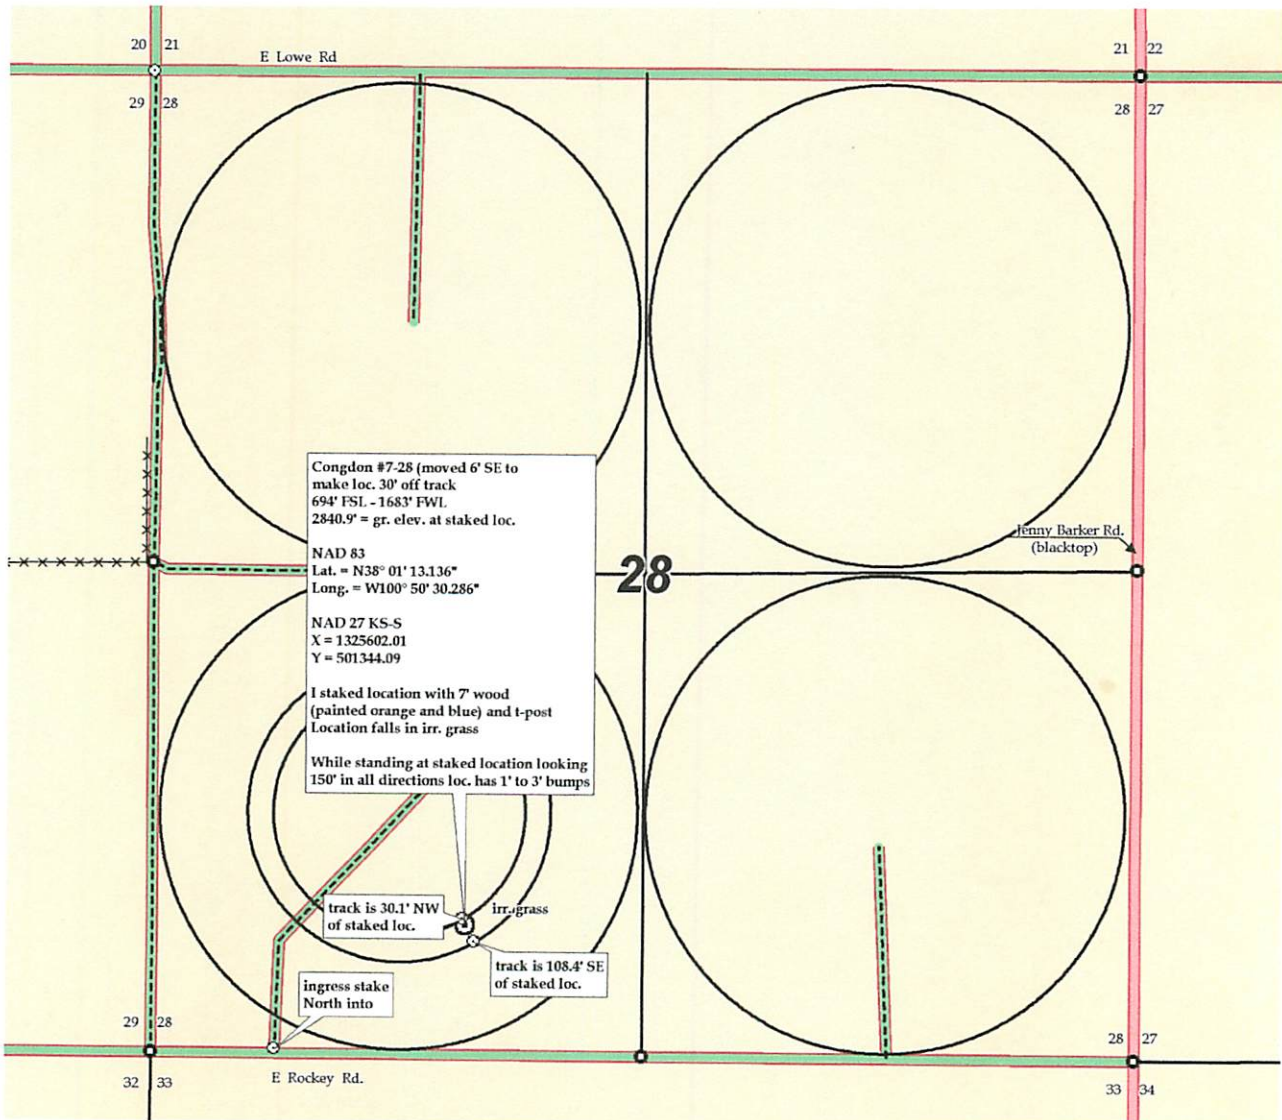 20 21
E Lowe Rd
21 22
29 28
28 27
Congdon #7-28 (moved 6' SE to
make loc. 30' off track
694' FSL - 1683' FWL
2840.9' = gr. elev. at staked loc.
NAD 83
Lat. = N38° 01' 13.136"
Long. = W100° 50' 30.286"
NAD 27 KS-S
X = 1325602.01
Y = 501344.09
I staked location with 7' wood
(painted orange and blue) and t-post
Location falls in irr. grass
While standing at staked location looking
150' in all directions loc. has 1' to 3' bumps
28
Jenny Barker Rd.
(blacktop)
track is 30.1' NW
of staked loc.
irr. grass
track is 108.4' SE
of staked loc.
ingress stake
North into
29 28
28 27
E Rockey Rd.
32 33
33 34